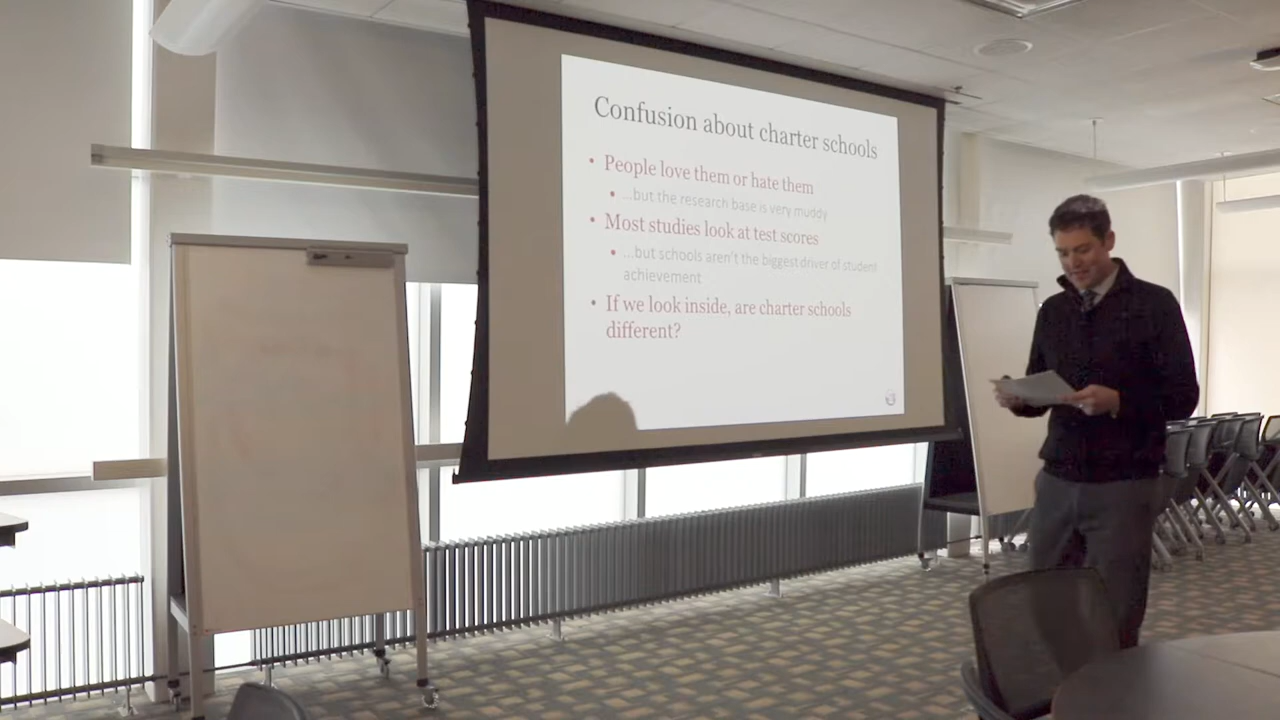 Confusion about charter schools
• People love them or hate them
• ...but the research base is very muddy
• Most studies look at test scores
• ...but schools aren't the biggest driver of student
achievement
• If we look inside, are charter schools
different?